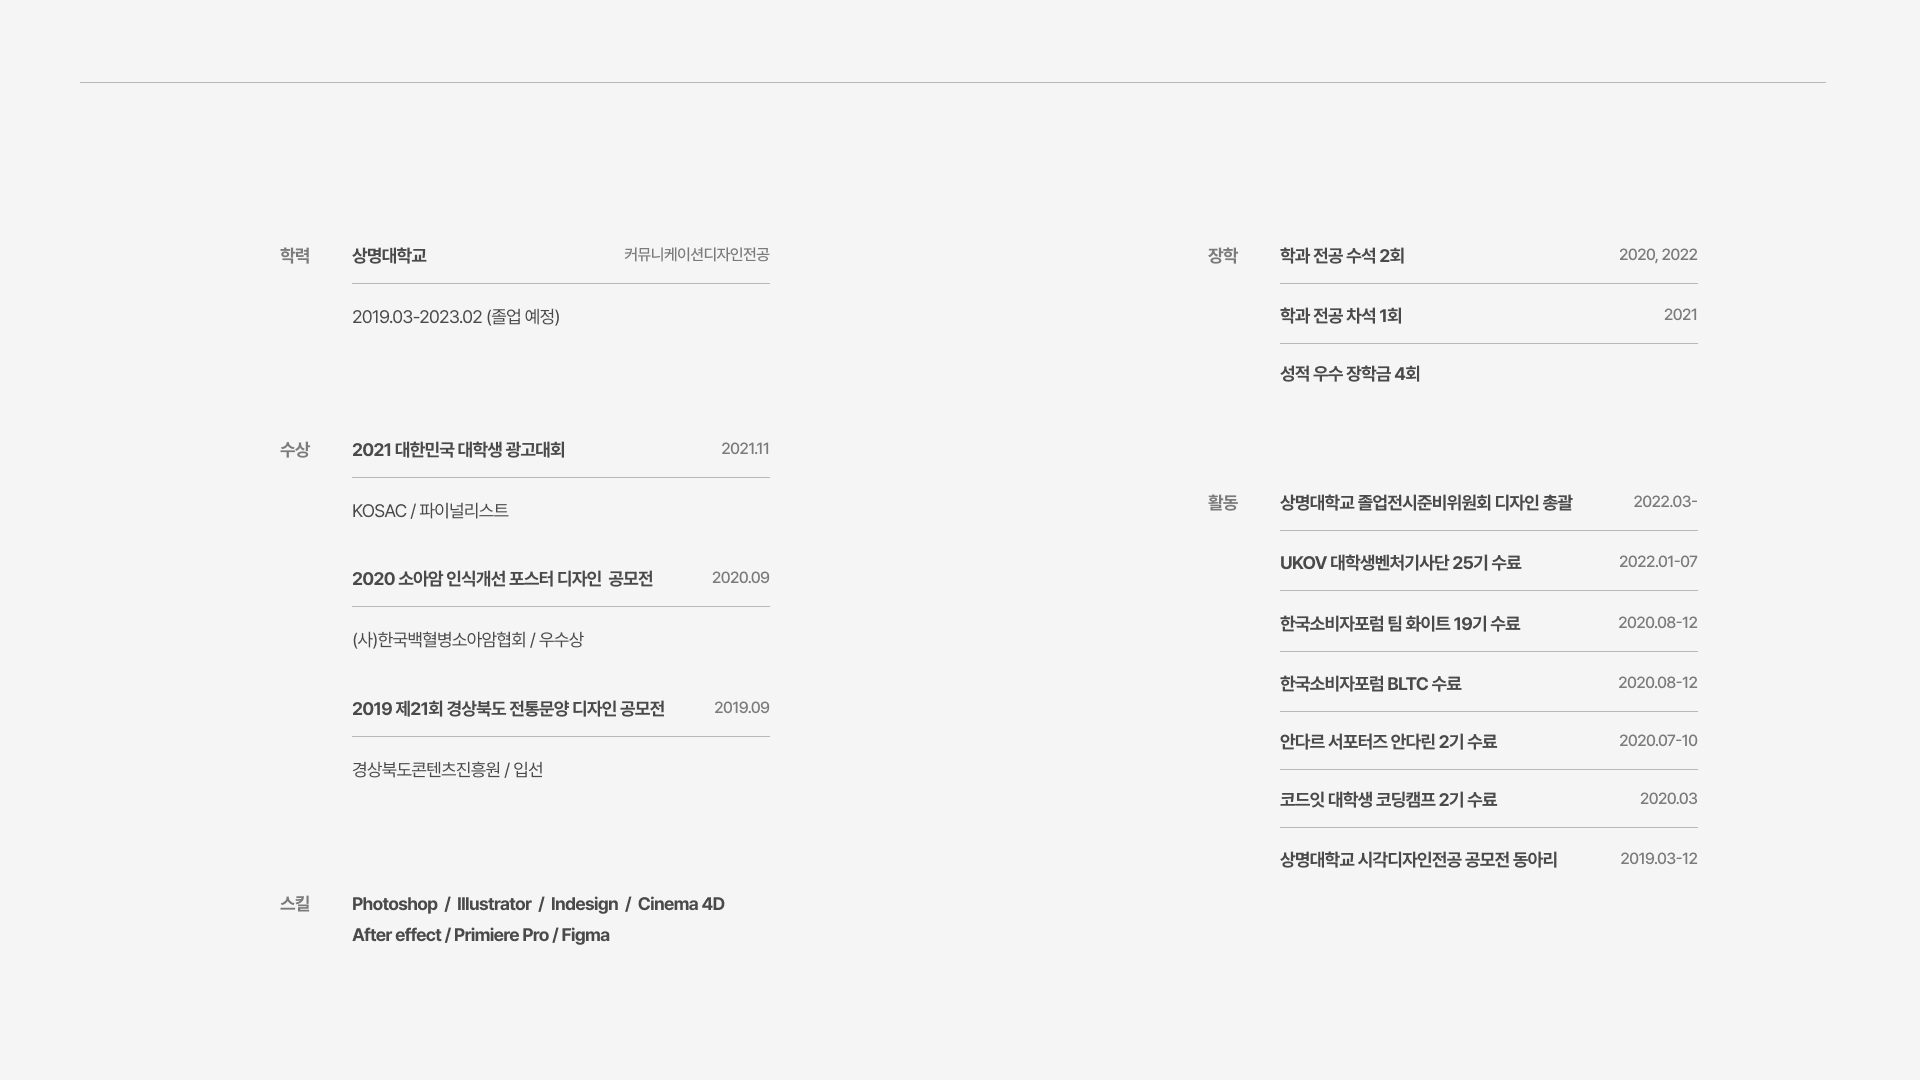 학력
상명대학교 커뮤니케이션디자인전공
2019.03-2023.02 (졸업 예정)
수상
2021 대한민국 대학생 광고대회 2021.11
KOSAC / 파이널리스트
2020 소아암 인식개선 포스터 디자인 공모전 2020.09
(사)한국백혈병소아암협회 / 우수상
2019 제21회 경상북도 전통문양 디자인 공모전 2019.09
경상북도콘텐츠진흥원 / 입선
스킬
Photoshop / Illustrator / Indesign / Cinema 4D
After effect / Primiere Pro / Figma
장학
학과 전공 수석 2회 2020, 2022
학과 전공 차석 1회 2021
성적 우수 장학금 4회
활동
상명대학교 졸업전시준비위원회 디자인 총괄 2022.03-
UKOV 대학생벤처기사단 25기 수료 2022.01-07
한국소비자포럼 팀 화이트 19기 수료 2020.08-12
한국소비자포럼 BLTC 수료 2020.08-12
안다르 서포터즈 안다린 2기 수료 2020.07-10
코드잇 대학생 코딩캠프 2기 수료 2020.03
상명대학교 시각디자인전공 공모전 동아리 2019.03-12